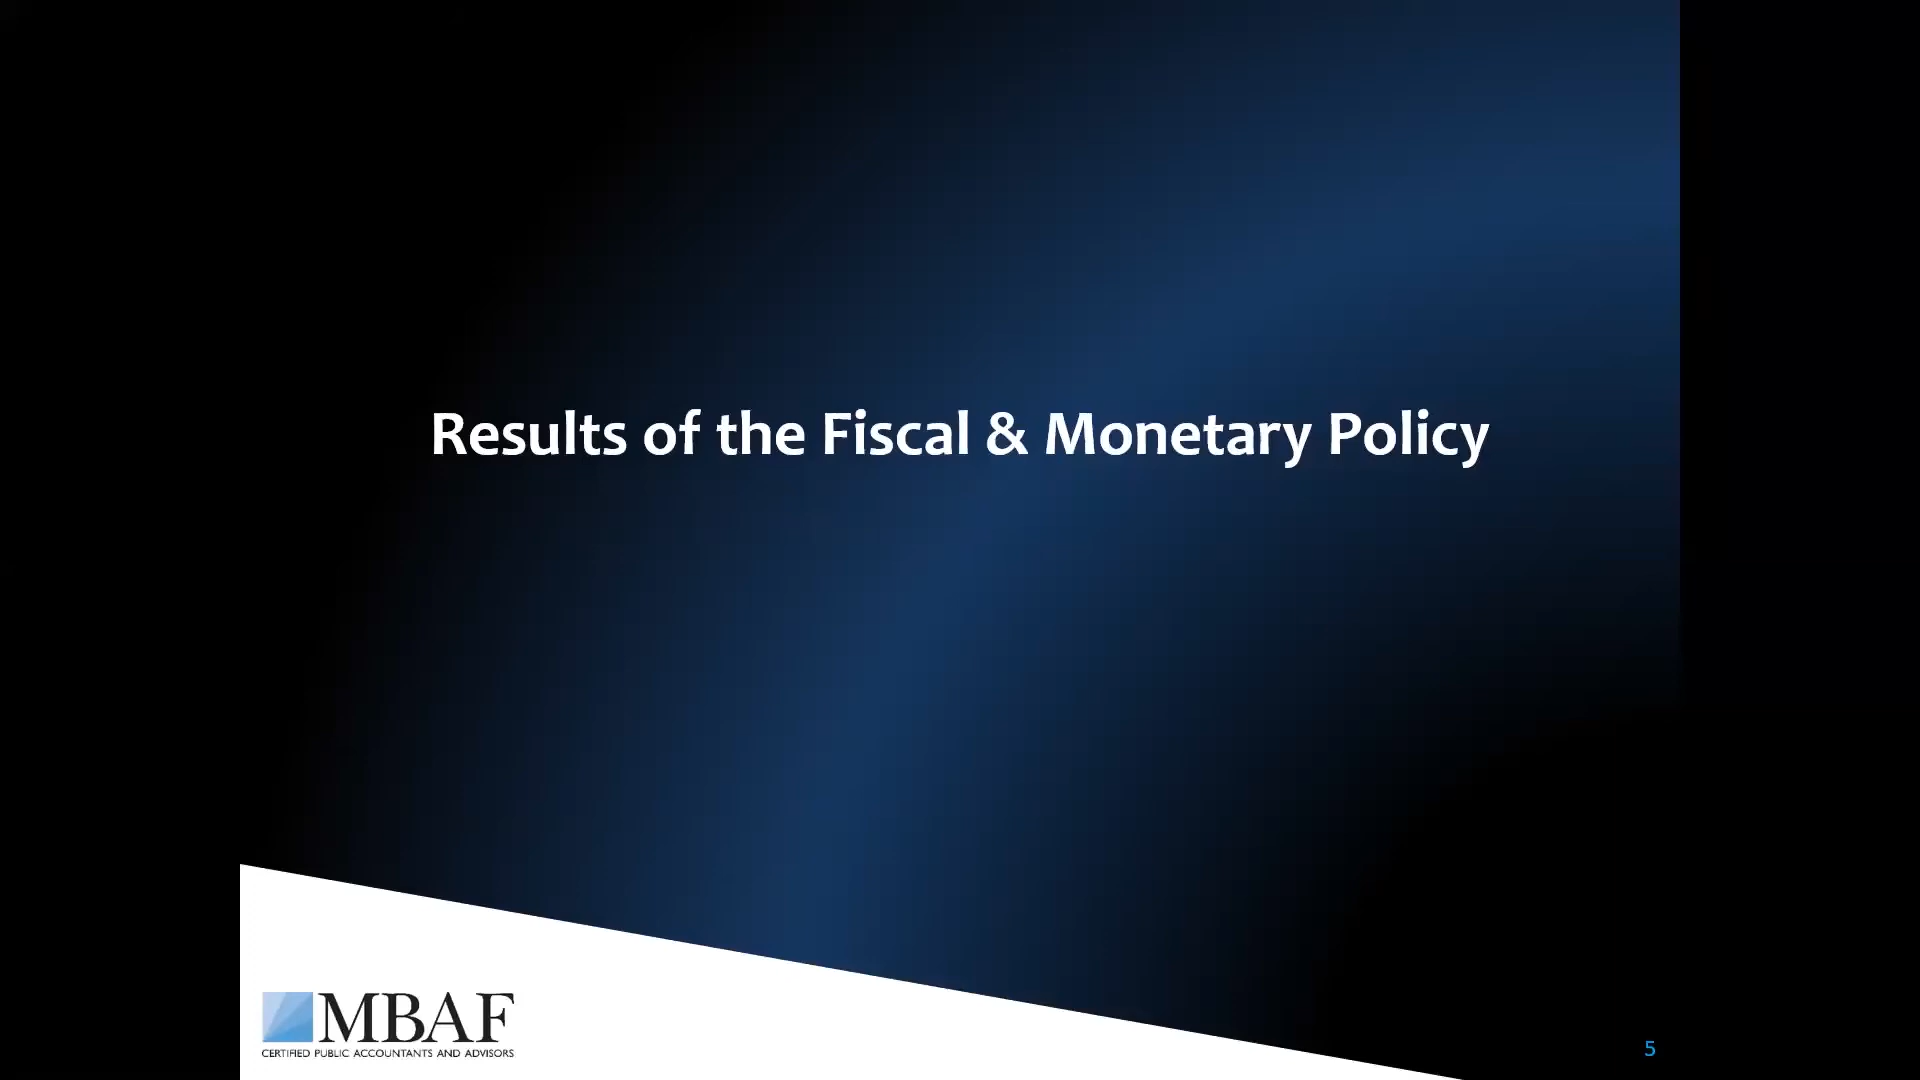 Results of the Fiscal & Monetary Policy
MBAF
CERTIFIED PUBLIC ACCOUNTANTS AND ADVISORS
5